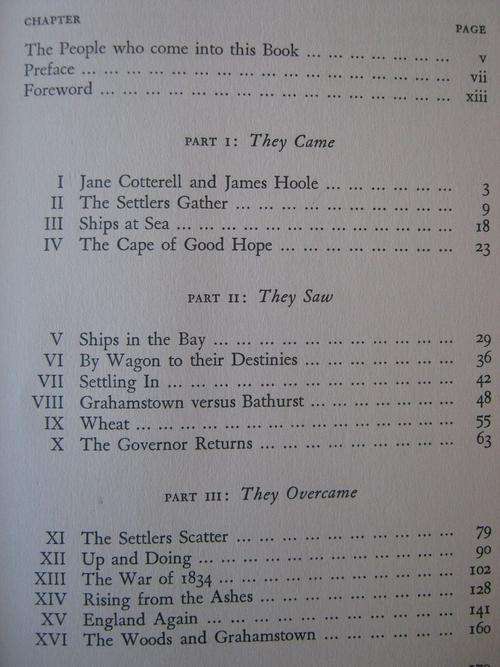 CHAPTER
PAGE
The People who come into this Book ... ... ... ... ... ... v
Preface ... ... ... ... ... ... ... ... ... ... ... ... ... vii
Foreword ... ... ... ... ... ... ... ... ... ... ... ... xiii
PART I: They Came
I Jane Cotterell and James Hoole ... ... ... ... ... 3
II The Settlers Gather ... ... ... ... ... ... ... ... 9
III Ships at Sea ... ... ... ... ... ... ... ... ... ... 18
IV The Cape of Good Hope ... ... ... ... ... ... 23
PART II: They Saw
V Ships in the Bay ... ... ... ... ... ... ... ... ... 29
VI By Wagon to their Destinies ... ... ... ... ... ... 36
VII Settling In ... ... ... ... ... ... ... ... ... ... 42
VIII Grahamstown versus Bathurst ... ... ... ... ... 48
IX Wheat ... ... ... ... ... ... ... ... ... ... ... 55
X The Governor Returns ... ... ... ... ... ... ... 63
PART III: They Overcame
XI The Settlers Scatter ... ... ... ... ... ... ... ... 79
XII Up and Doing ... ... ... ... ... ... ... ... ... 90
XIII The War of 1834 ... ... ... ... ... ... ... ... 102
XIV Rising from the Ashes ... ... ... ... ... ... ... 128
XV England Again ... ... ... ... ... ... ... ... ... 141
XVI The Woods and Grahamstown ... ... ... ... ... 160